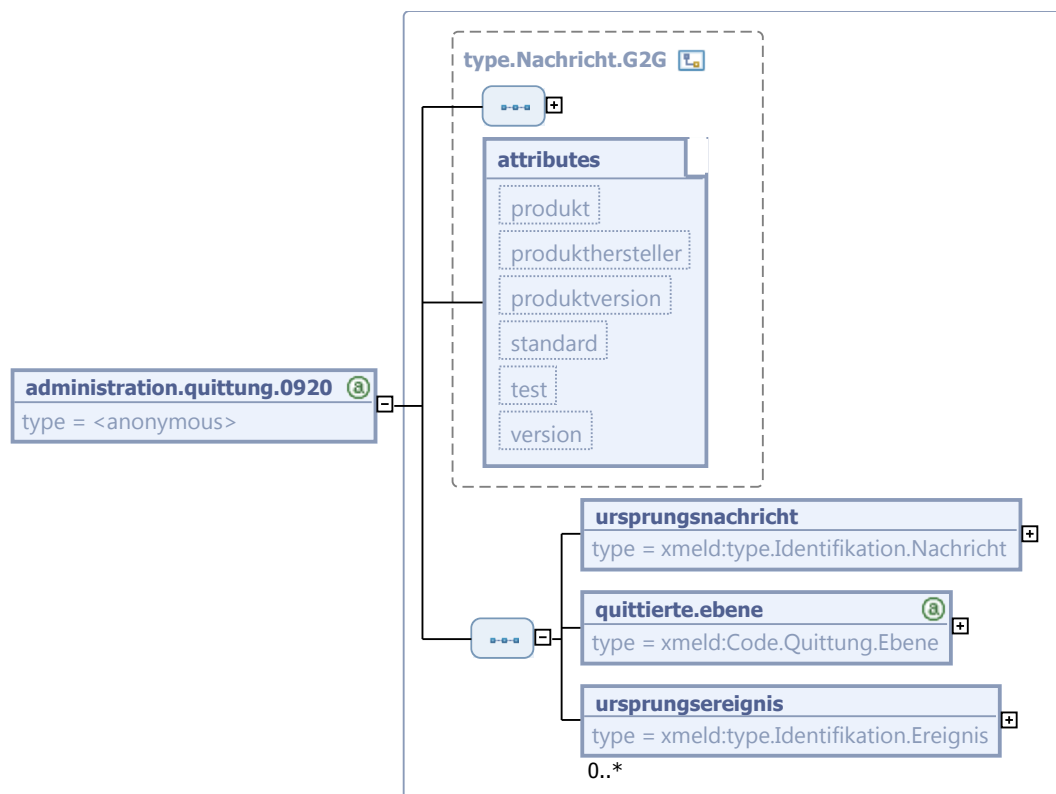 type.Nachricht.G2G
attributes
produkt
produkthersteller
produktversion
standard
test
version
administration.quittung.0920
type = <anonymous>
ursprungsnachricht
type = xmeld:type.Identifikation.Nachricht
quittierte.ebene
type = xmeld:Code.Quittung.Ebene
ursprungsereignis
type = xmeld:type.Identifikation.Ereignis
0..*